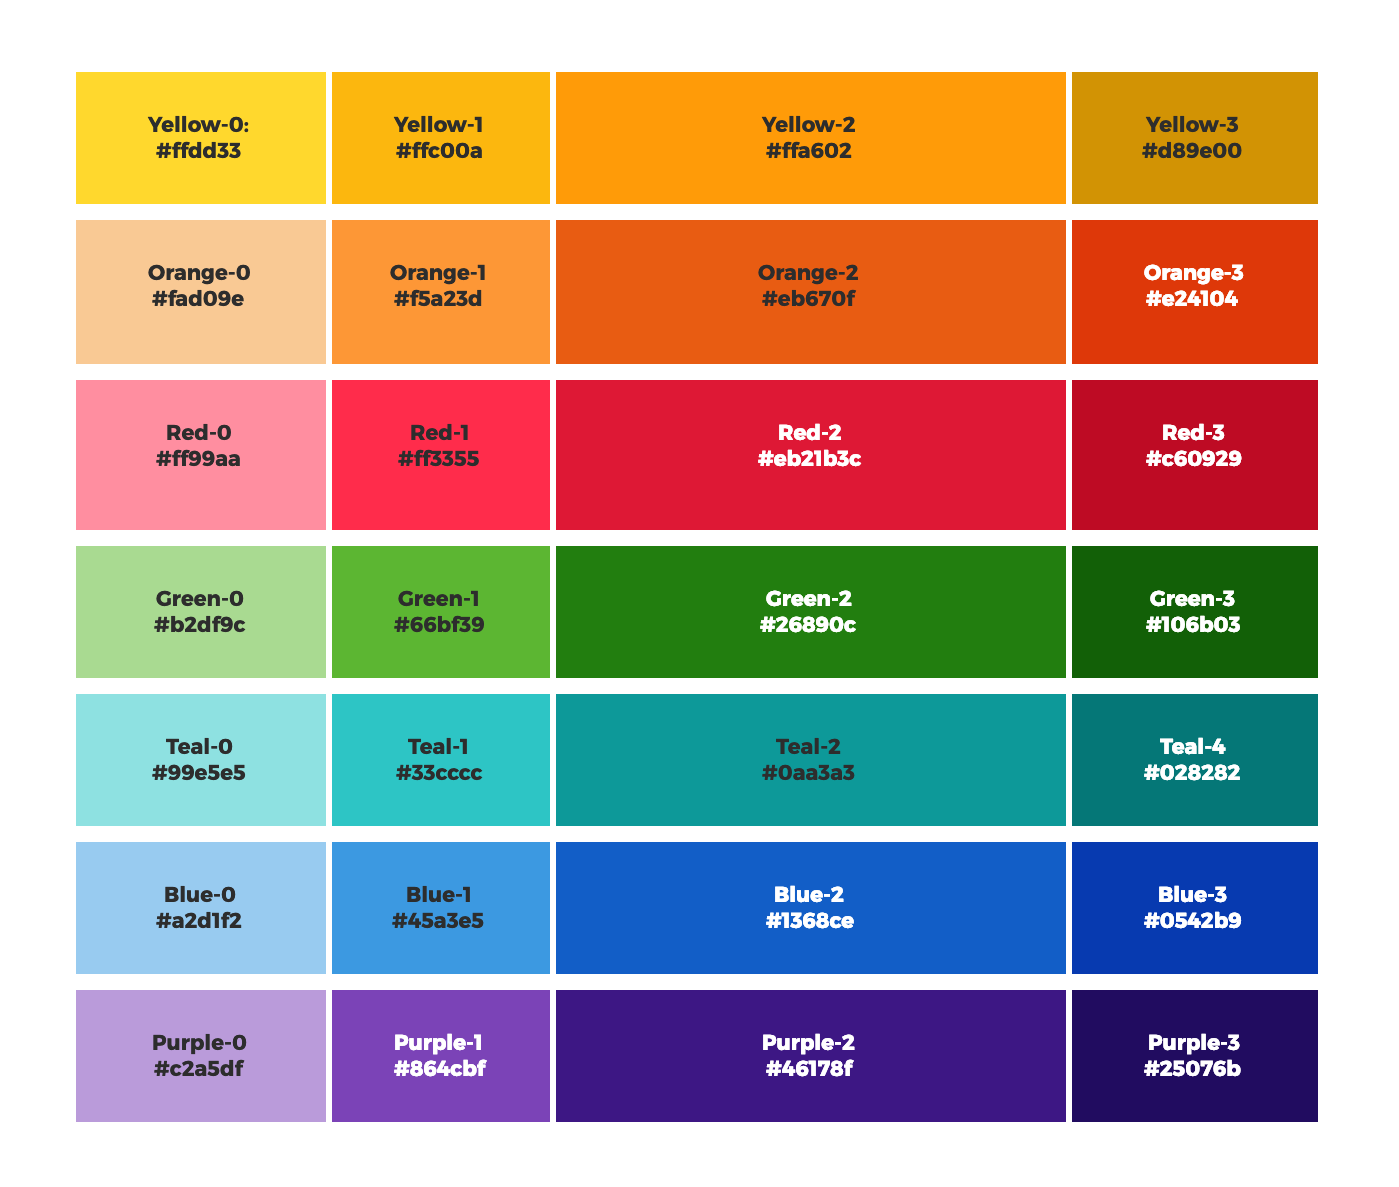 Yellow-0:
#ffdd33
Yellow-1
#ffc00a
Yellow-2
#ffa602
Yellow-3
#d89e00
Orange-0
#fad09e
Orange-1
#f5a23d
Orange-2
#eb670f
Orange-3
#e24104
Red-0
#ff99aa
Red-1
#ff3355
Red-2
#eb21b3c
Red-3
#c60929
Green-0
#b2df9c
Green-1
#66bf39
Green-2
#26890c
Green-3
#106b03
Teal-0
#99e5e5
Teal-1
#33cccc
Teal-2
#0aa3a3
Teal-4
#028282
Blue-0
#a2d1f2
Blue-1
#45a3e5
Blue-2
#1368ce
Blue-3
#0542b9
Purple-0
#c2a5df
Purple-1
#864cbf
Purple-2
#46178f
Purple-3
#25076b